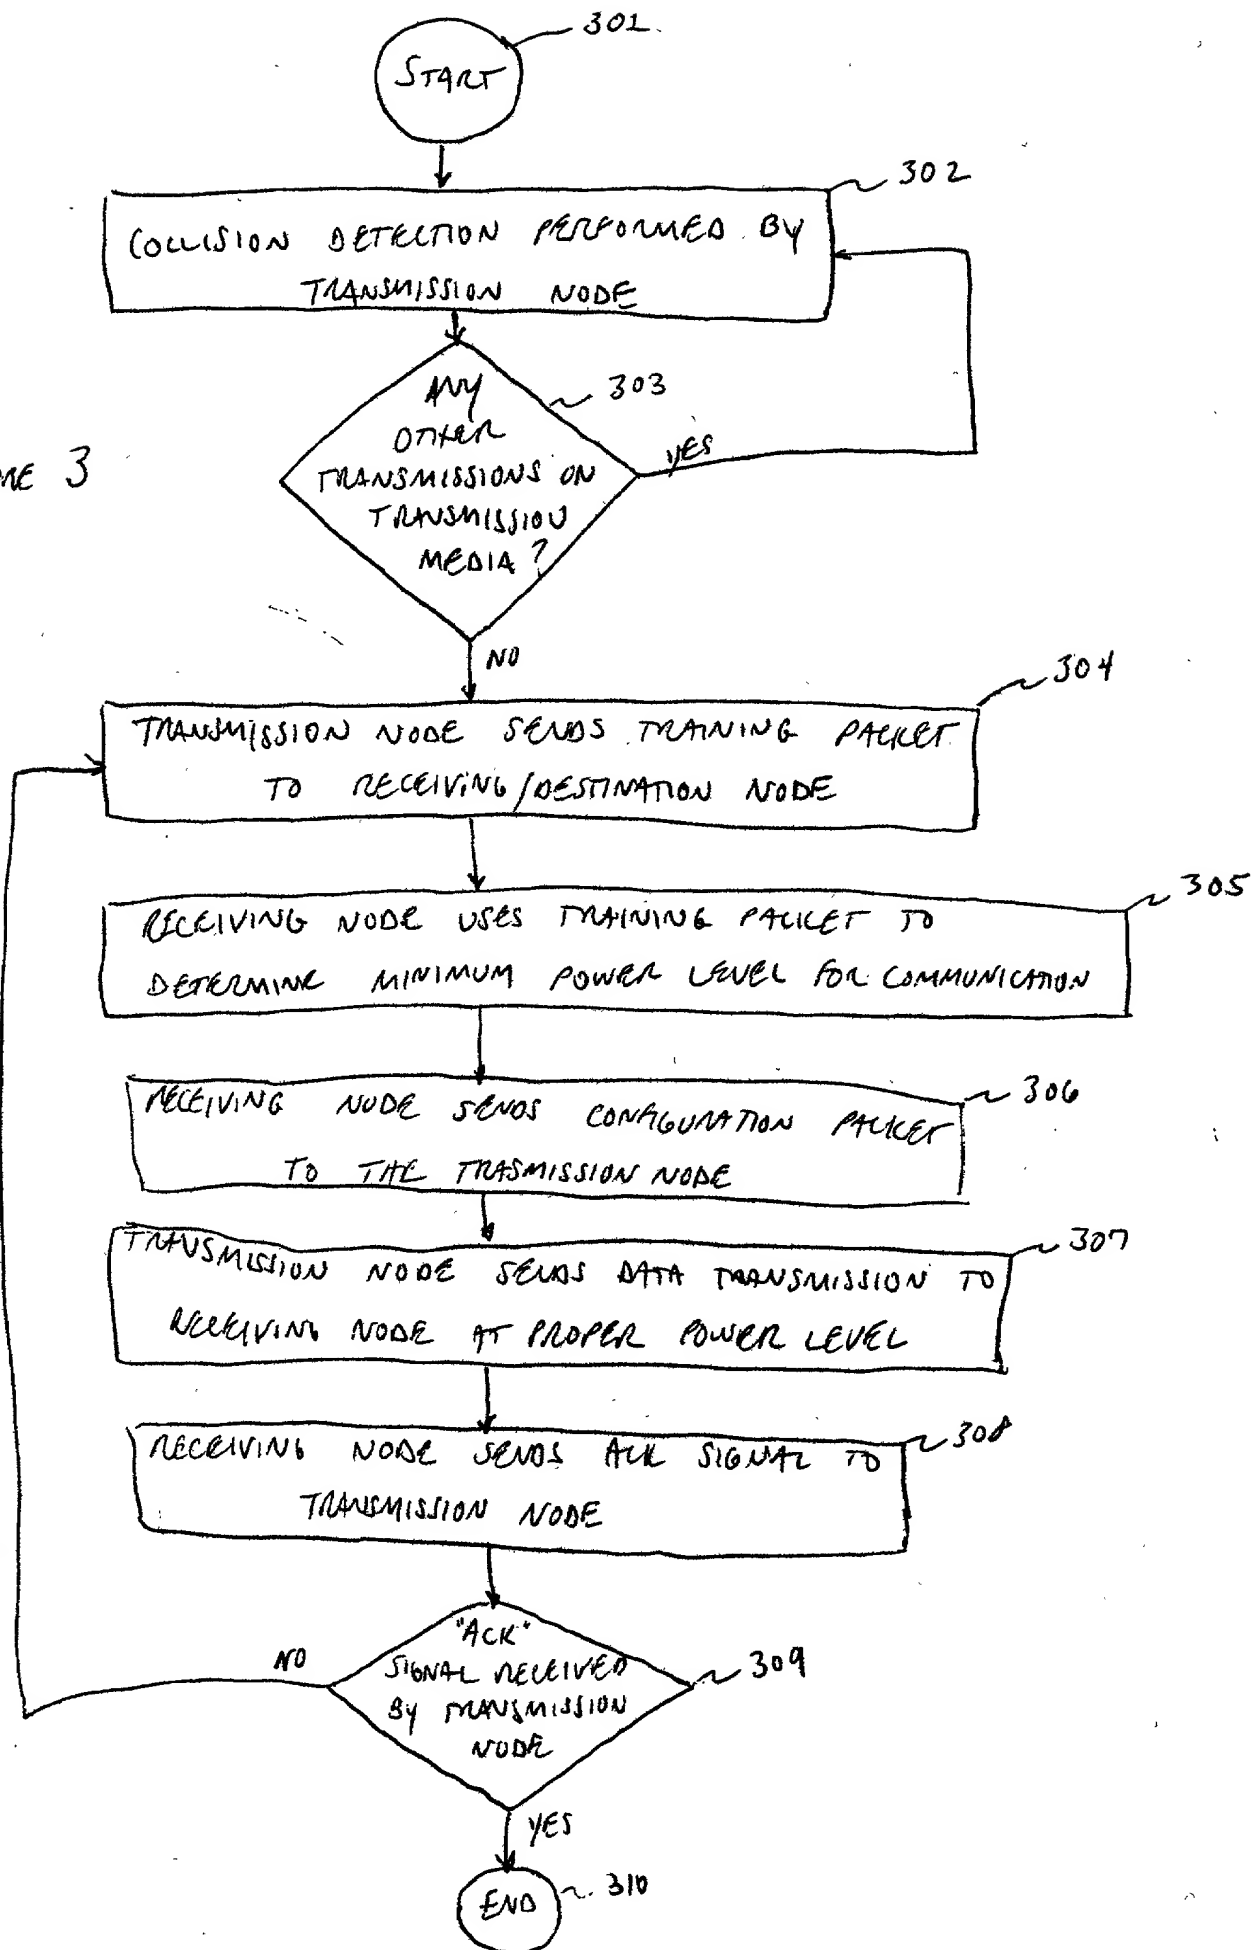 301.
START
302
COLLISION DETECTION PERFORMED BY
TRANSMISSION NODE
303
ANY
OTHER
TRANSMISSIONS ON
TRANSMISSION
MEDIA?
YES
3
NO
304
TRANSMISSION NODE SENDS TRAINING PACKET
TO RECEIVING/DESTINATION NODE
305
RECEIVING NODE USES TRAINING PACKET TO
DETERMINE MINIMUM POWER LEVEL FOR COMMUNICATION
306
RECEIVING NODE SENDS CONFIGURATION PACKET
TO THE TRASMISSION NODE
307
TRANSMISSION NODE SENDS DATA TRANSMISSION TO
RECEIVING NODE AT PROPER POWER LEVEL
308
RECEIVING NODE SENDS ACK SIGNAL TO
TRANSMISSION NODE
"ACK"
SIGNAL RECEIVED
BY TRANSMISSION
NODE
NO
309
YES
END
310